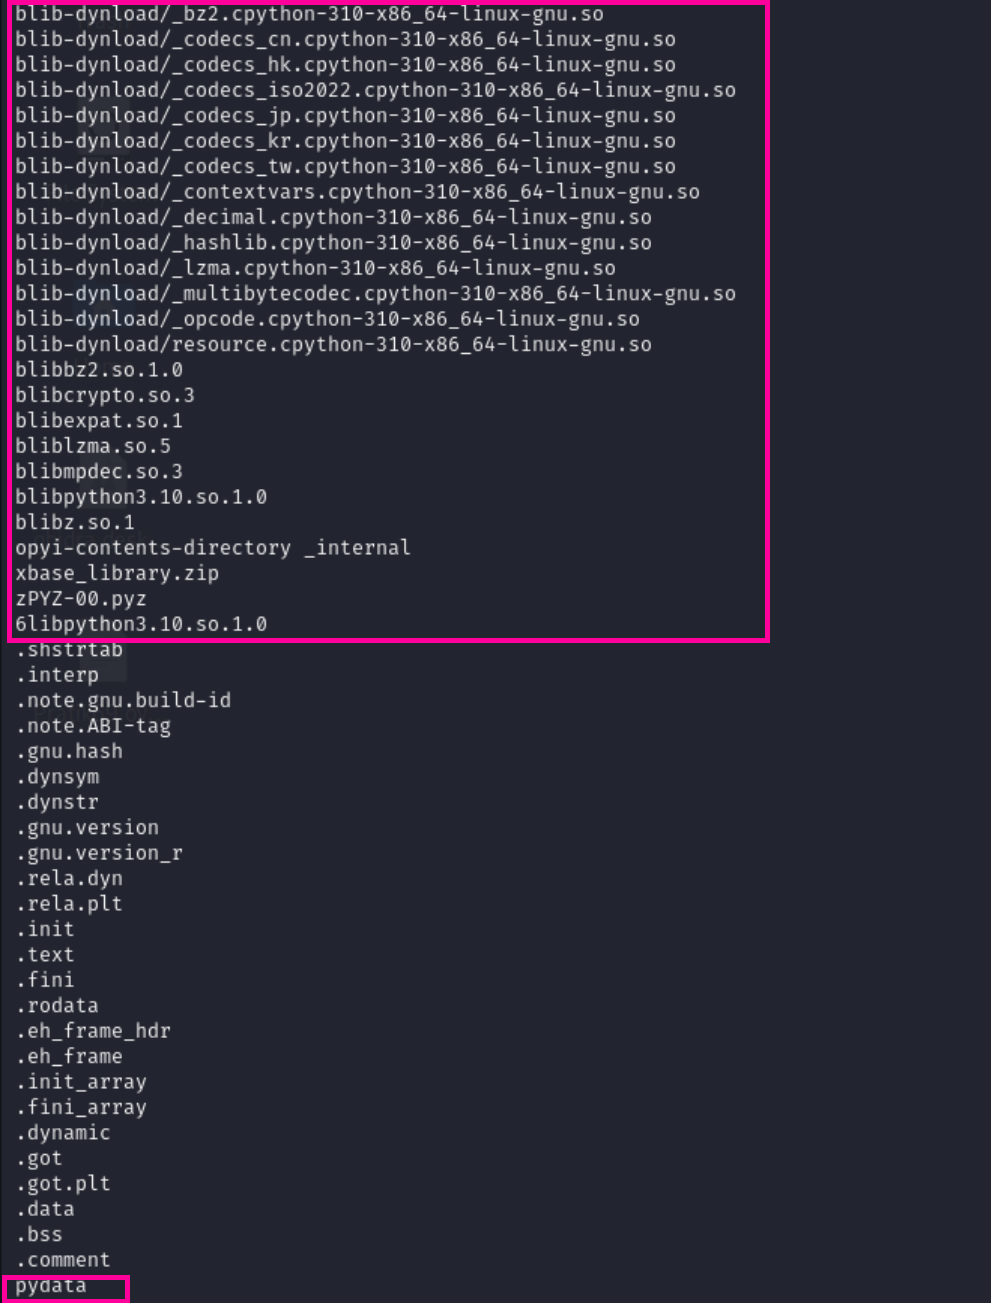 blib-dynload/_bz2.cpython-310-x86_64-linux-gnu.so
blib-dynload/_codecs_cn.cpython-310-x86_64-linux-gnu.so
blib-dynload/_codecs_hk.cpython-310-x86_64-linux-gnu.so
blib-dynload/_codecs_iso2022.cpython-310-x86_64-linux-gnu.so
blib-dynload/_codecs_jp.cpython-310-x86_64-linux-gnu.so
blib-dynload/_codecs_kr.cpython-310-x86_64-linux-gnu.so
blib-dynload/_codecs_tw.cpython-310-x86_64-linux-gnu.so
blib-dynload/_contextvars.cpython-310-x86_64-linux-gnu.so
blib-dynload/_decimal.cpython-310-x86_64-linux-gnu.so
blib-dynload/_hashlib.cpython-310-x86_64-linux-gnu.so
blib-dynload/_lzma.cpython-310-x86_64-linux-gnu.so
blib-dynload/_multibytecodec.cpython-310-x86_64-linux-gnu.so
blib-dynload/_opcode.cpython-310-x86_64-linux-gnu.so
blib-dynload/resource.cpython-310-x86_64-linux-gnu.so
blibbz2.so.1.0
blibcrypto.so.3
blibexpat.so.1
bliblzma.so.5
blibmpdec.so.3
blibpython3.10.so.1.0
blibz.so.1
opyi-contents-directory _internal
xbase_library.zip
zPYZ-00.pyz
6libpython3.10.so.1.0
.shstrtab
.interp
.note.gnu.build-id
.note.ABI-tag
.gnu.hash
.dynsym
.dynstr
.gnu.version
.gnu.version_r
.rela.dyn
.rela.plt
.init
.text
.fini
.rodata
.eh_frame_hdr
.eh_frame
.init_array
.fini_array
.dynamic
.got
.got.plt
.data
.bss
.comment
pydata